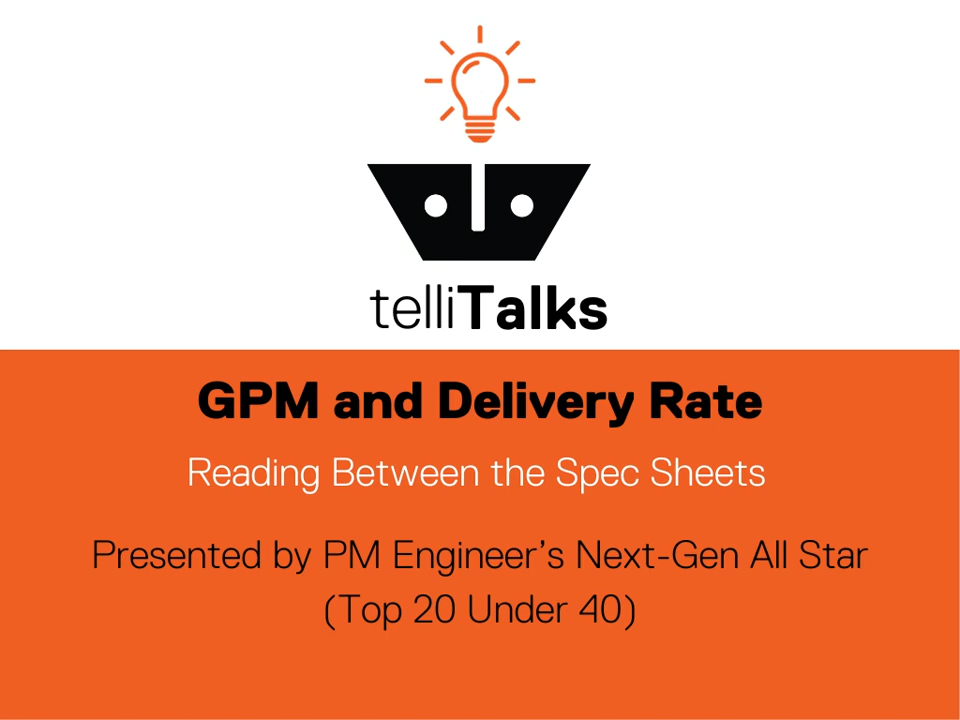 telliTalks
GPM and Delivery Rate
Reading Between the Spec Sheets
Presented by PM Engineer’s Next-Gen All Star
(Top 20 Under 40)